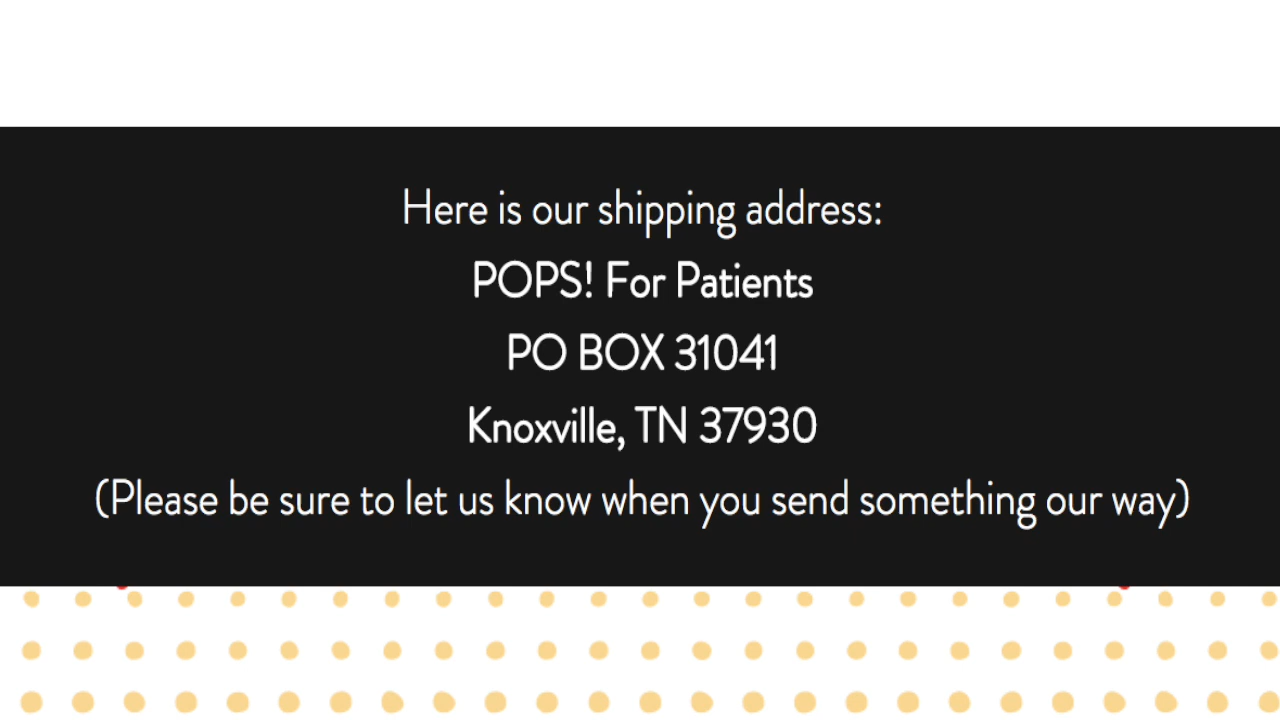 Here is our shipping address:
POPS! For Patients
PO BOX 31041
Knoxville, TN 37930
(Please be sure to let us know when you send something our way)